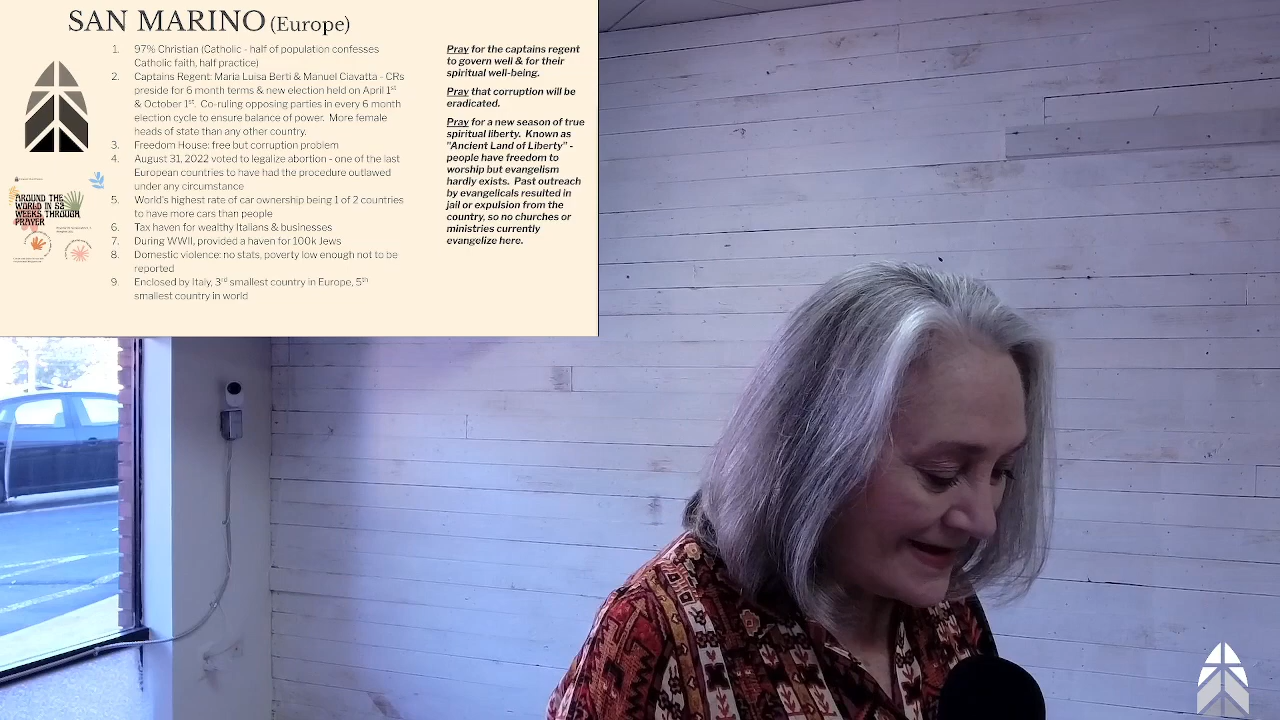 SAN MARINO (Europe)
1. 97% Christian (Catholic - half of population confesses
Catholic faith, half practice)
2. Captains Regent: Maria Luisa Berti & Manuel Ciavatta - CRs
preside for 6 month terms & new election held on April 1st
& October 1st. Co-ruling opposing parties in every 6 month
election cycle to ensure balance of power. More female
heads of state than any other country.
3. Freedom House: free but corruption problem
4. August 31, 2022 voted to legalize abortion - one of the last
European countries to have had the procedure outlawed
under any circumstance
5. World's highest rate of car ownership being 1 of 2 countries
to have more cars than people
6. Tax haven for wealthy Italians & businesses
7. During WWII, provided a haven for 100k Jews
8. Domestic violence: no stats, poverty low enough not to be
reported
9. Enclosed by Italy, 3rd smallest country in Europe, 5th
smallest country in world
Pray for the captains regent
to govern well & for their
spiritual well-being.
Pray that corruption will be
eradicated.
Pray for a new season of true
spiritual liberty. Known as
"Ancient Land of Liberty" -
people have freedom to
worship but evangelism
hardly exists. Past outreach
by evangelicals resulted in
jail or expulsion from the
country, so no churches or
ministries currently
evangelize here.
AROUND THE
WORLD IN 52
WEEKS THROUGH
PRAYER